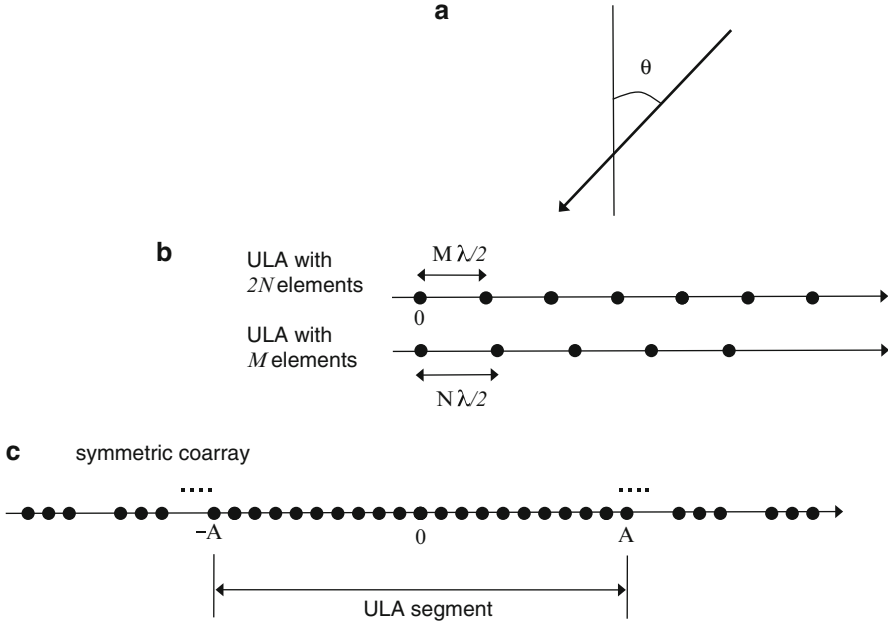 a
θ
b
M λ/2
ULA with
2N elements
0
ULA with
M elements
N λ/2
c symmetric coarray
–A 0 A
ULA segment